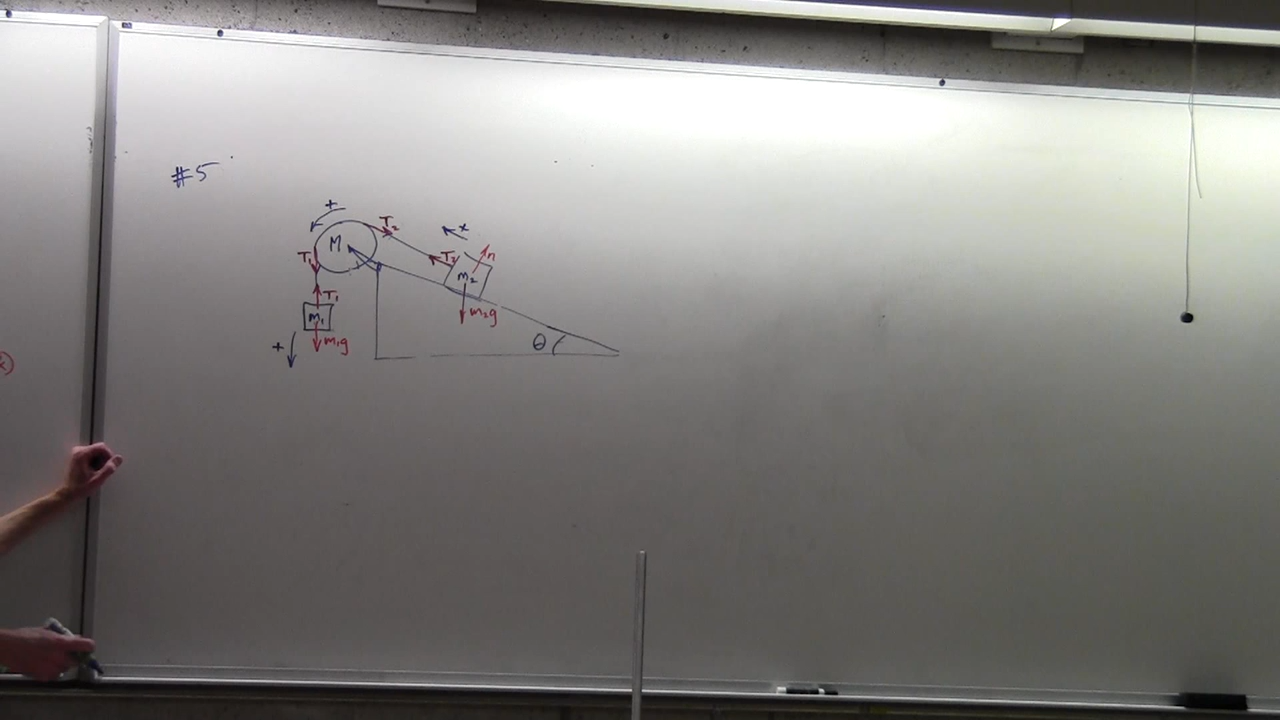 #5
+
T₂
x
M
T₂
n
T₁
m₂
T₁
m₁
m₂g
+
m₁g
θ